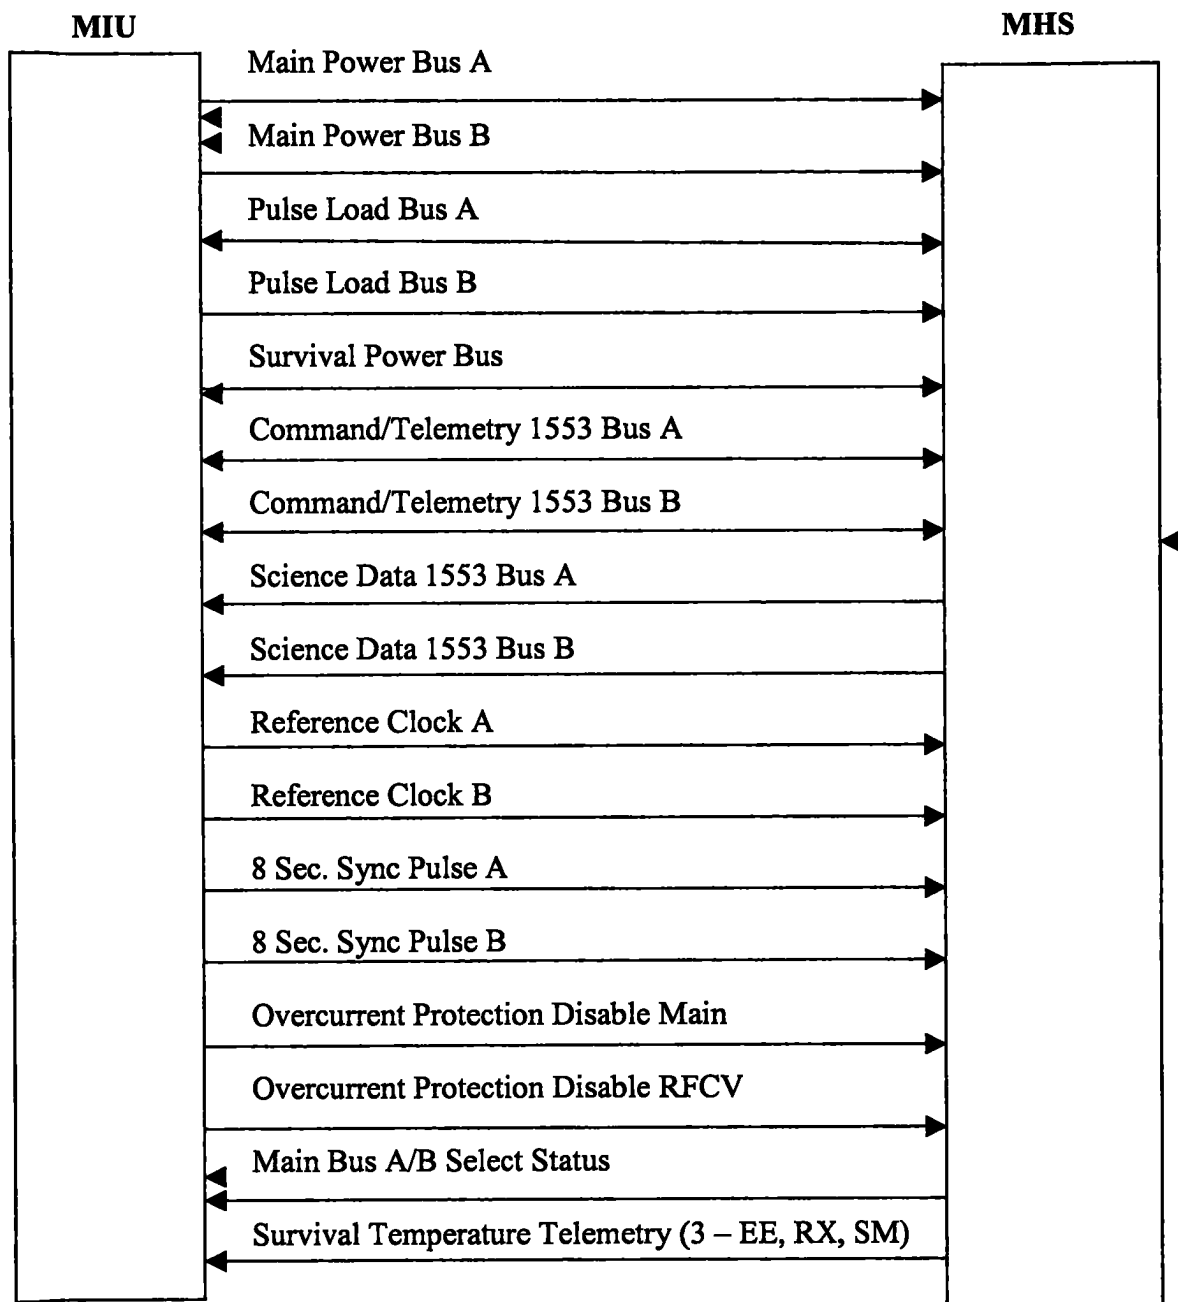 MIU
MHS
Main Power Bus A
Main Power Bus B
Pulse Load Bus A
Pulse Load Bus B
Survival Power Bus
Command/Telemetry 1553 Bus A
Command/Telemetry 1553 Bus B
Science Data 1553 Bus A
Science Data 1553 Bus B
Reference Clock A
Reference Clock B
8 Sec. Sync Pulse A
8 Sec. Sync Pulse B
Overcurrent Protection Disable Main
Overcurrent Protection Disable RFCV
Main Bus A/B Select Status
Survival Temperature Telemetry (3 – EE, RX, SM)